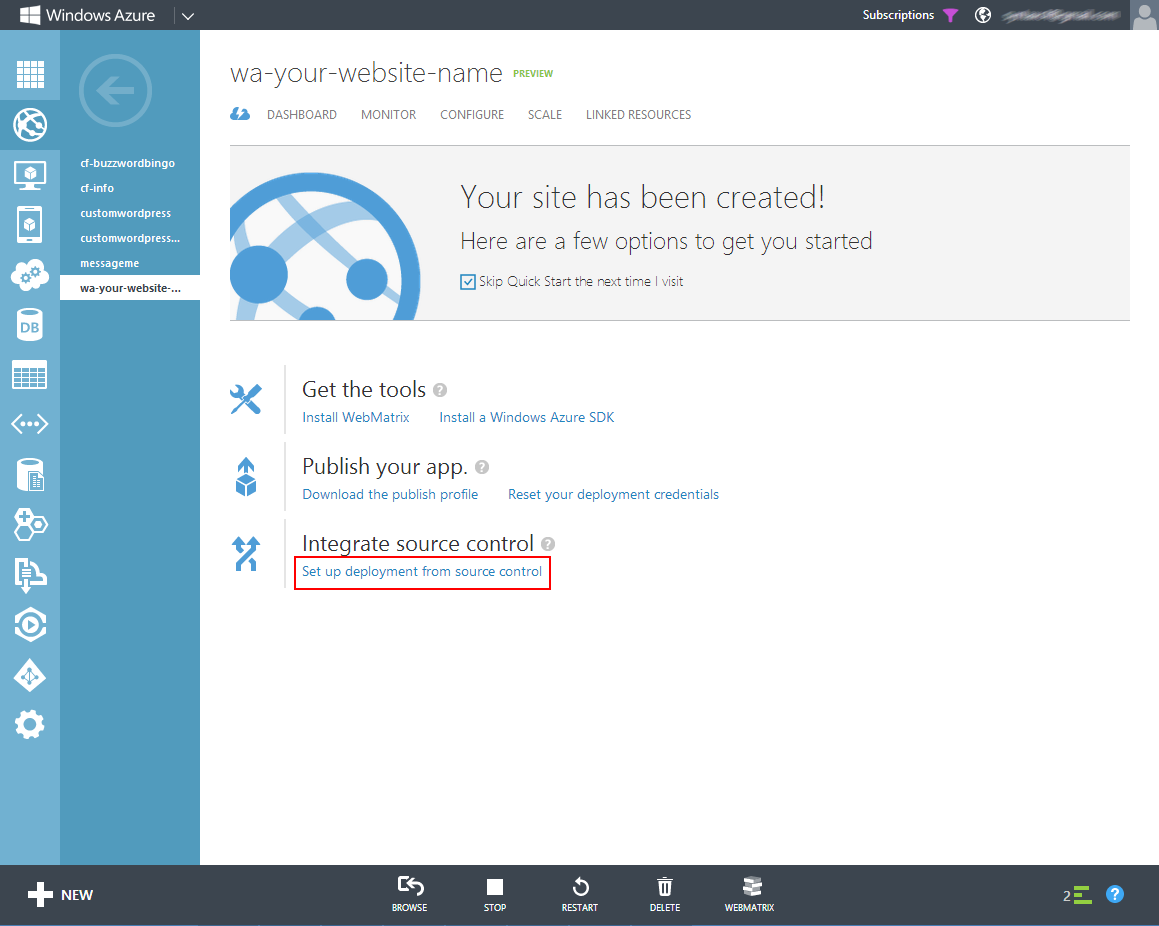 Windows Azure
Subscriptions
cf-buzzwordbingo
cf-info
customwordpress
customwordpress...
messageme
wa-your-website-...
wa-your-website-name PREVIEW
DASHBOARD MONITOR CONFIGURE SCALE LINKED RESOURCES
Your site has been created!
Here are a few options to get you started
Skip Quick Start the next time I visit
Get the tools ?
Install WebMatrix Install a Windows Azure SDK
Publish your app. ?
Download the publish profile Reset your deployment credentials
Integrate source control ?
Set up deployment from source control
DB
NEW
BROWSE STOP RESTART DELETE WEBMATRIX
2 ?